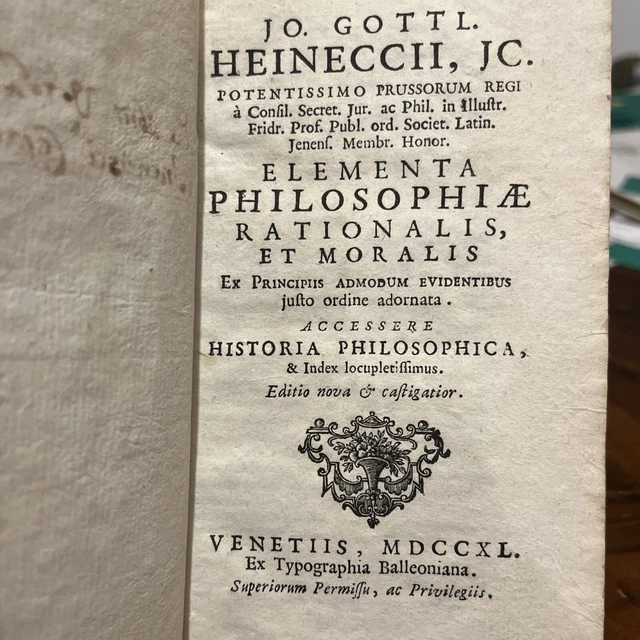 JO. GOTTL.
HEINECCII, JC.
POTENTISSIMO PRUSSORUM REGI
à Conſil. Secret. Jur. ac Phil. in Illuſtr.
Fridr. Prof. Publ. ord. Societ. Latin.
Jenenſ. Membr. Honor.
ELEMENTA
PHILOSOPHIÆ
RATIONALIS,
ET MORALIS
EX PRINCIPIIS ADMODUM EVIDENTIBUS
juſto ordine adornata.
ACCESSERE
HISTORIA PHILOSOPHICA,
& Index locupletiſſimus.
Editio nova & caſtigatior.
VENETIIS, MDCCXL.
Ex Typographia Balleoniana.
Superiorum Permiſſu, ac Privilegiis.